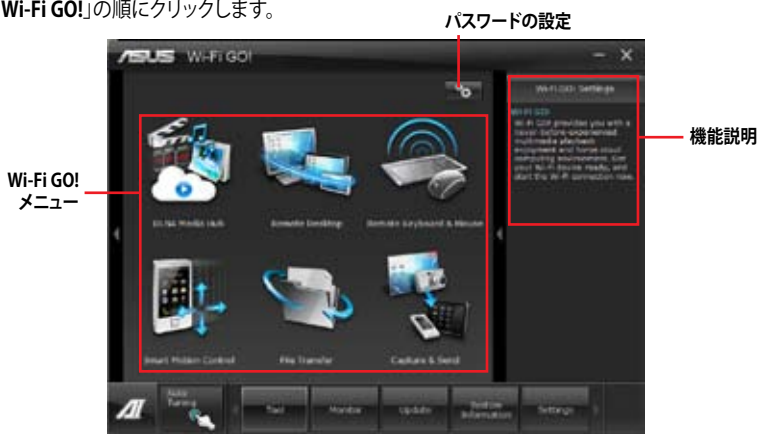 Wi-Fi GO!」の順にクリックします。
パスワードの設定
ASUS Wi-Fi GO!
Wi-Fi GO! Settings
機能説明
Wi-Fi GO!
Wi-Fi GO! provides you with a
never-before-experienced
multimedia playback
enjoyment and home cloud
computing environment. Get
your Wi-Fi device ready, and
start the Wi-Fi connection now.
Wi-Fi GO!
メニュー
DLNA Media Hub
Remote Desktop
Remote Keyboard & Mouse
Smart Motion Control
File Transfer
Capture & Send
AI
Auto
Tuning
Tool
Monitor
Update
System
Information
Settings